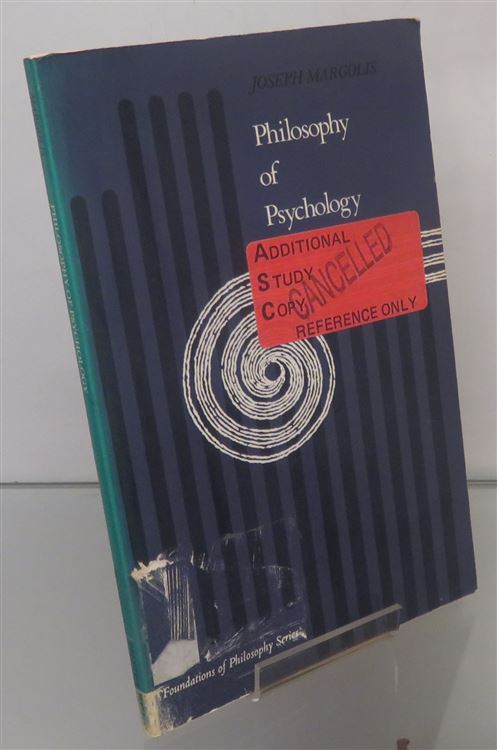 JOSEPH MARGOLIS
Philosophy
of
Psychology
ADDITIONAL
STUDY
COPY
CANCELLED
REFERENCE ONLY
Foundations of Philosophy Series
PHILOSOPHY OF PSYCHOLOGY